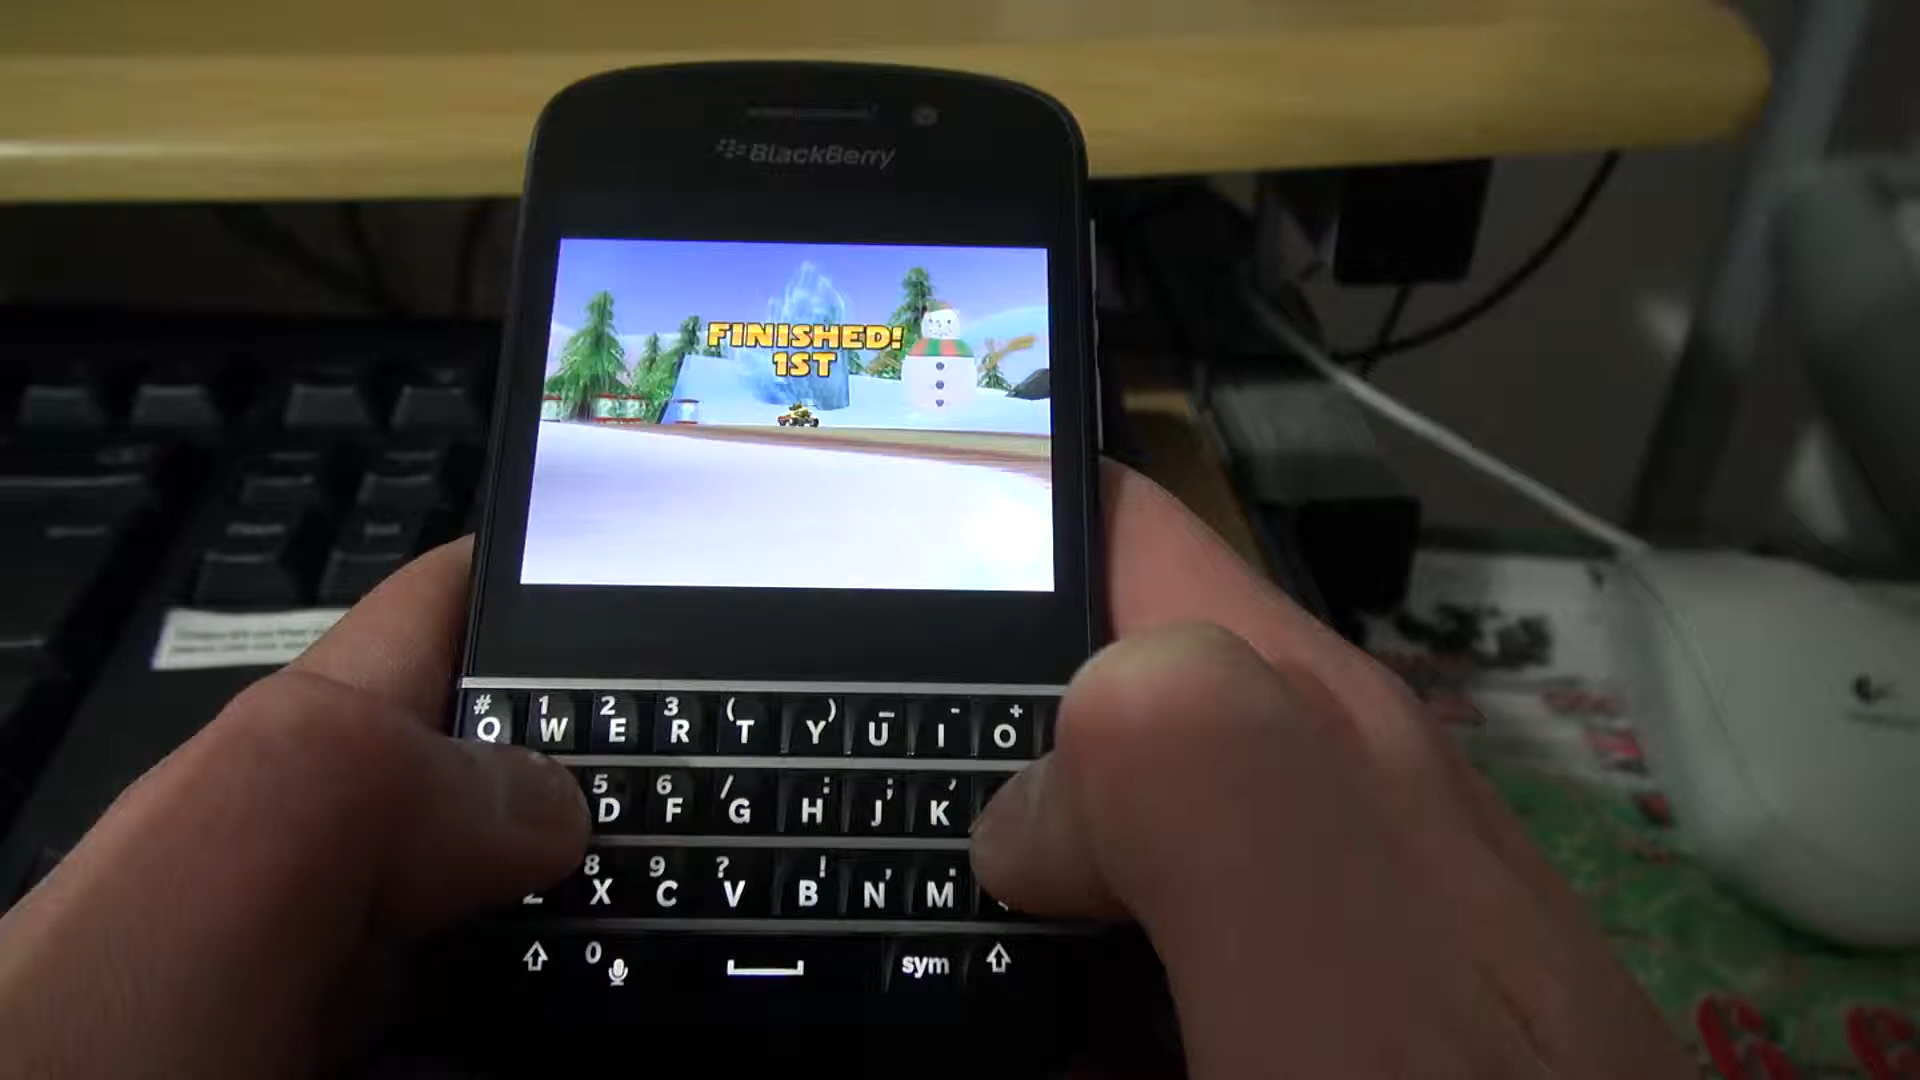 BlackBerry
FINISHED!
1ST
# 1 2 3 ( ) _ - +
Q W E R T Y U I O
5 6 / : ; '
D F G H J K
8 9 ? ! , .
Z X C V B N M
0 sym